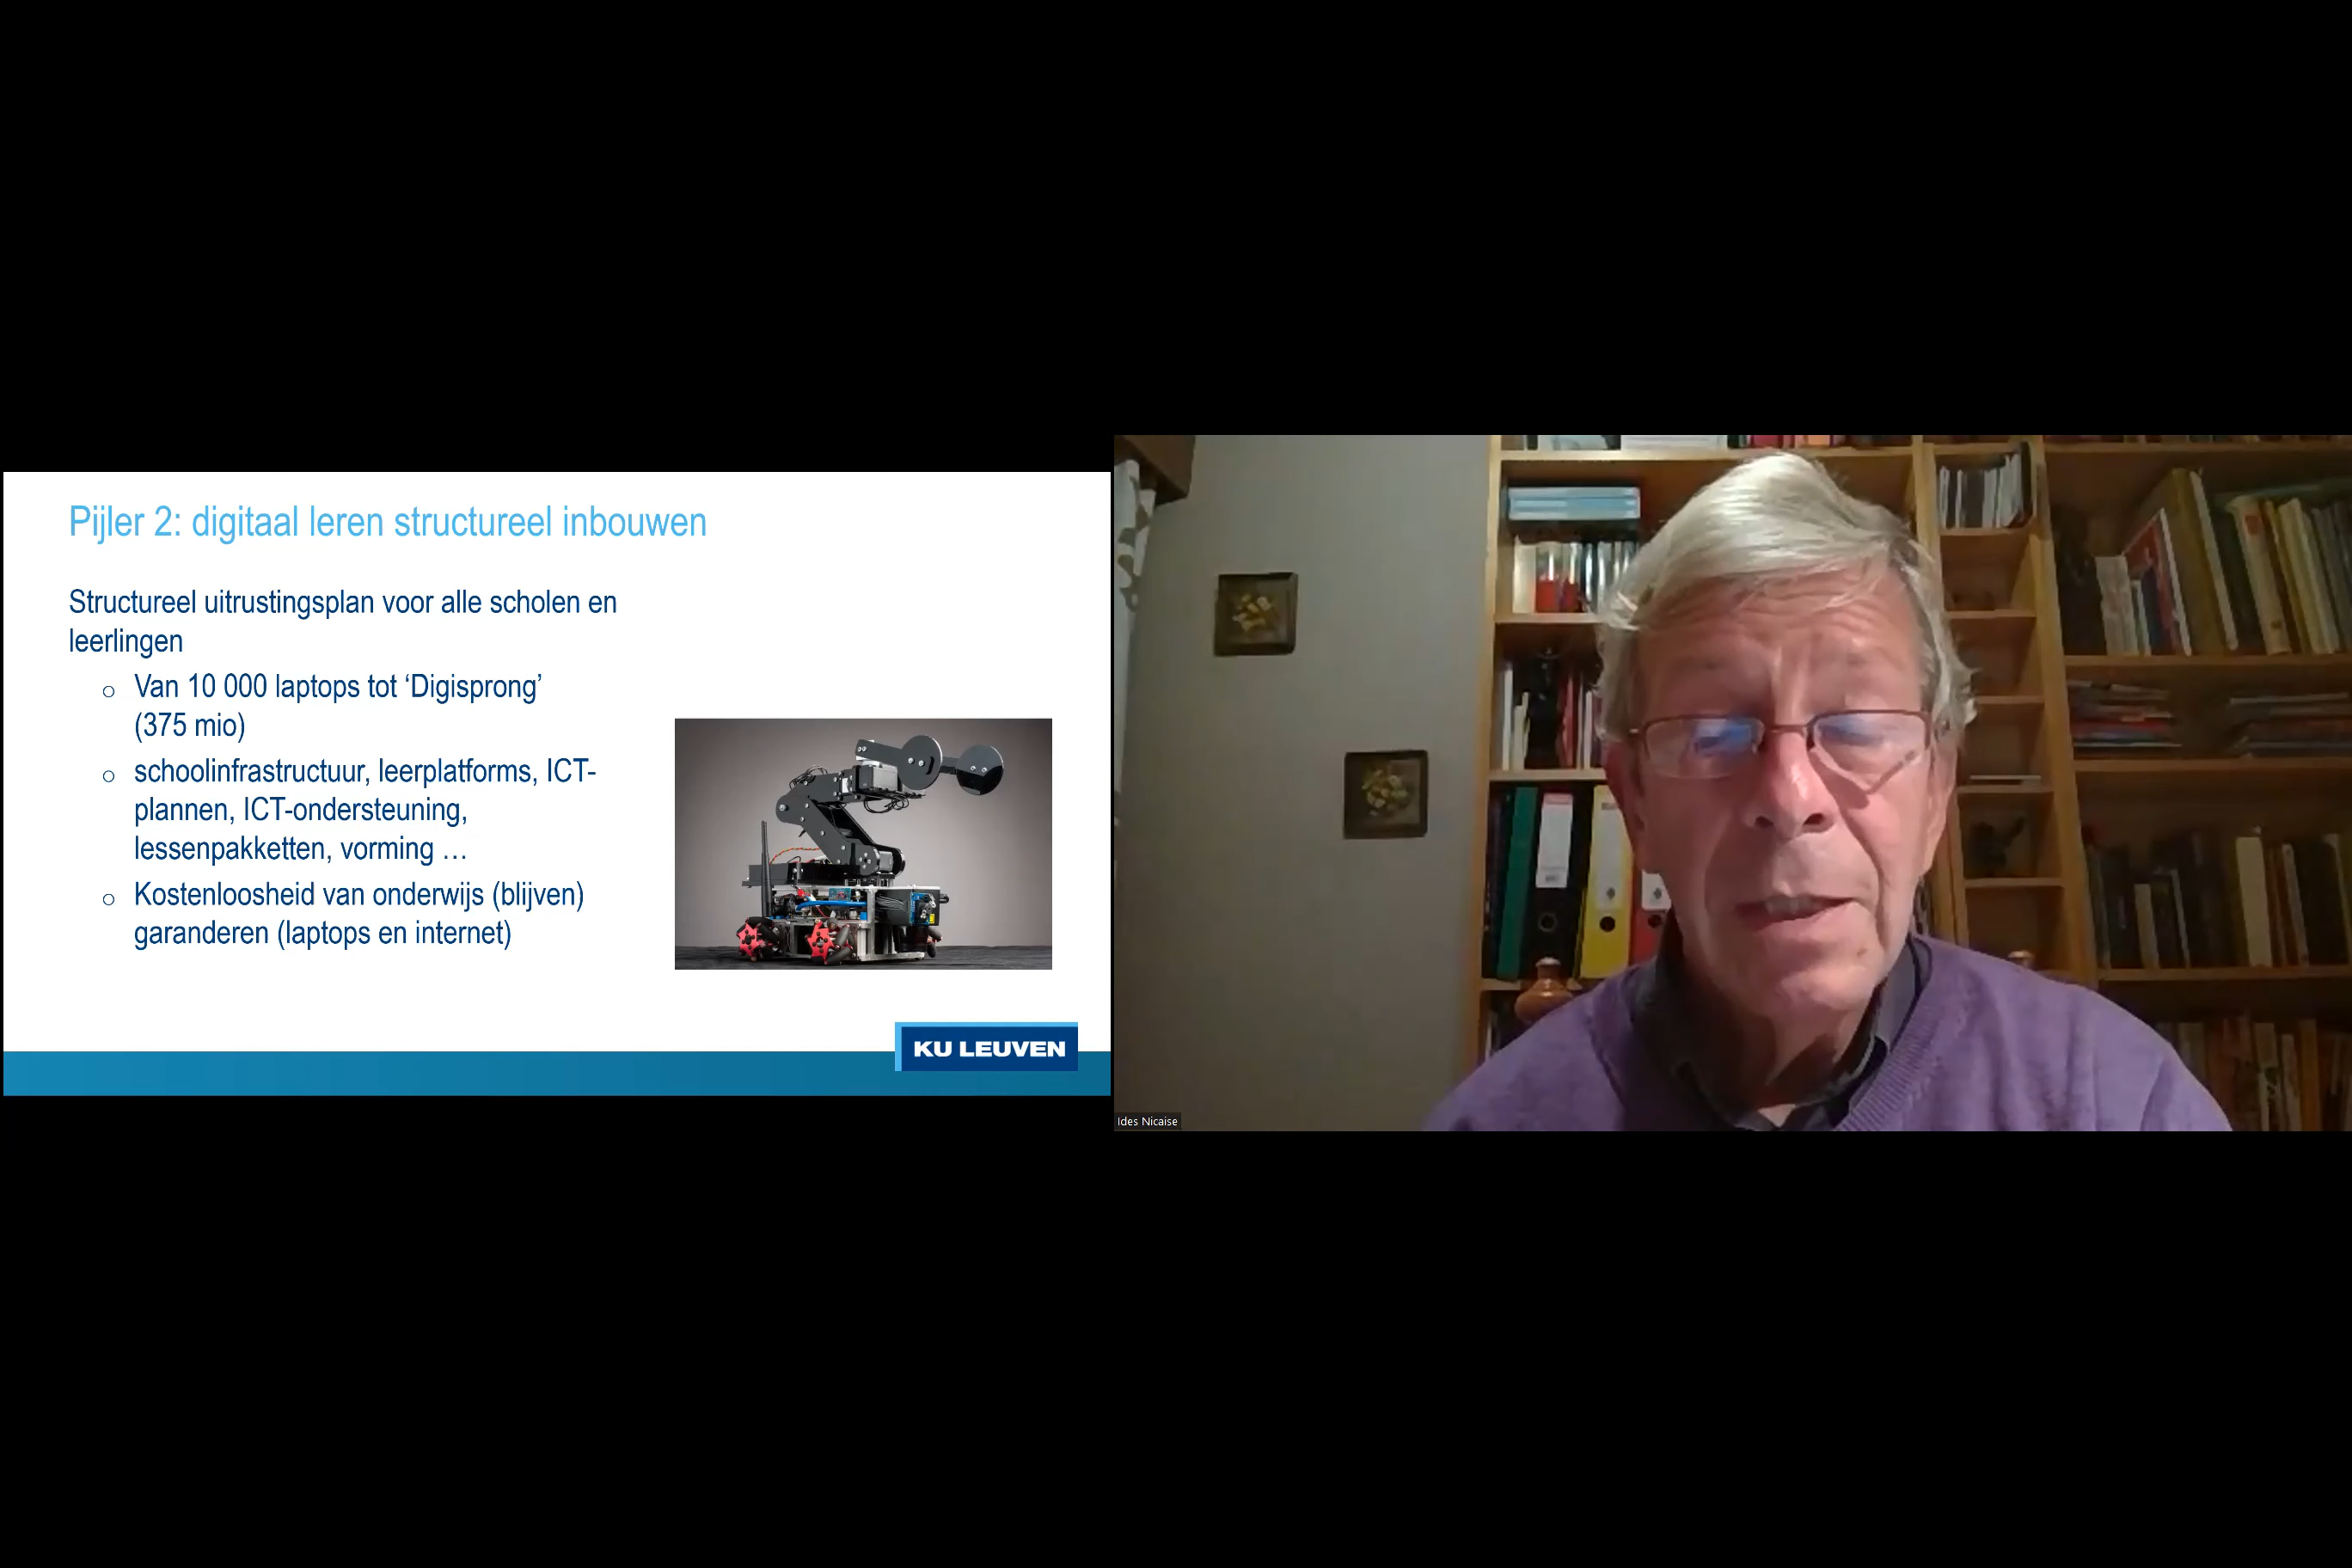 Pijler 2: digitaal leren structureel inbouwen
Structureel uitrustingsplan voor alle scholen en
leerlingen
○ Van 10 000 laptops tot ‘Digisprong’
(375 mio)
○ schoolinfrastructuur, leerplatforms, ICT-
plannen, ICT-ondersteuning,
lessenpakketten, vorming …
○ Kostenloosheid van onderwijs (blijven)
garanderen (laptops en internet)
KU LEUVEN
Ides Nicaise